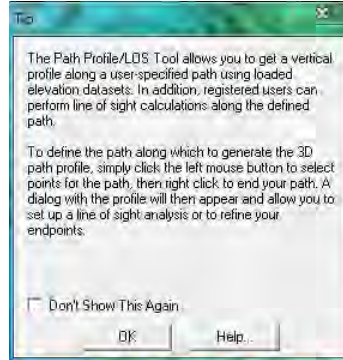 Tip
The Path Profile/LOS Tool allows you to get a vertical
profile along a user-specified path using loaded
elevation datasets. In addition, registered users can
perform line of sight calculations along the defined
path.
To define the path along which to generate the 3D
path profile, simply click the left mouse button to select
points for the path, then right click to end your path. A
dialog with the profile will then appear and allow you to
set up a line of sight analysis or to refine your
endpoints.
Don't Show This Again
OK Help...